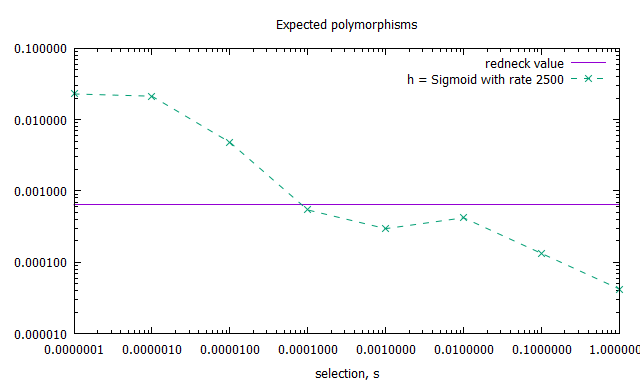 Expected polymorphisms
redneck value
h = Sigmoid with rate 2500
0.100000
0.010000
0.001000
0.000100
0.000010
0.0000001 0.0000010 0.0000100 0.0001000 0.0010000 0.0100000 0.1000000 1.000000
selection, s